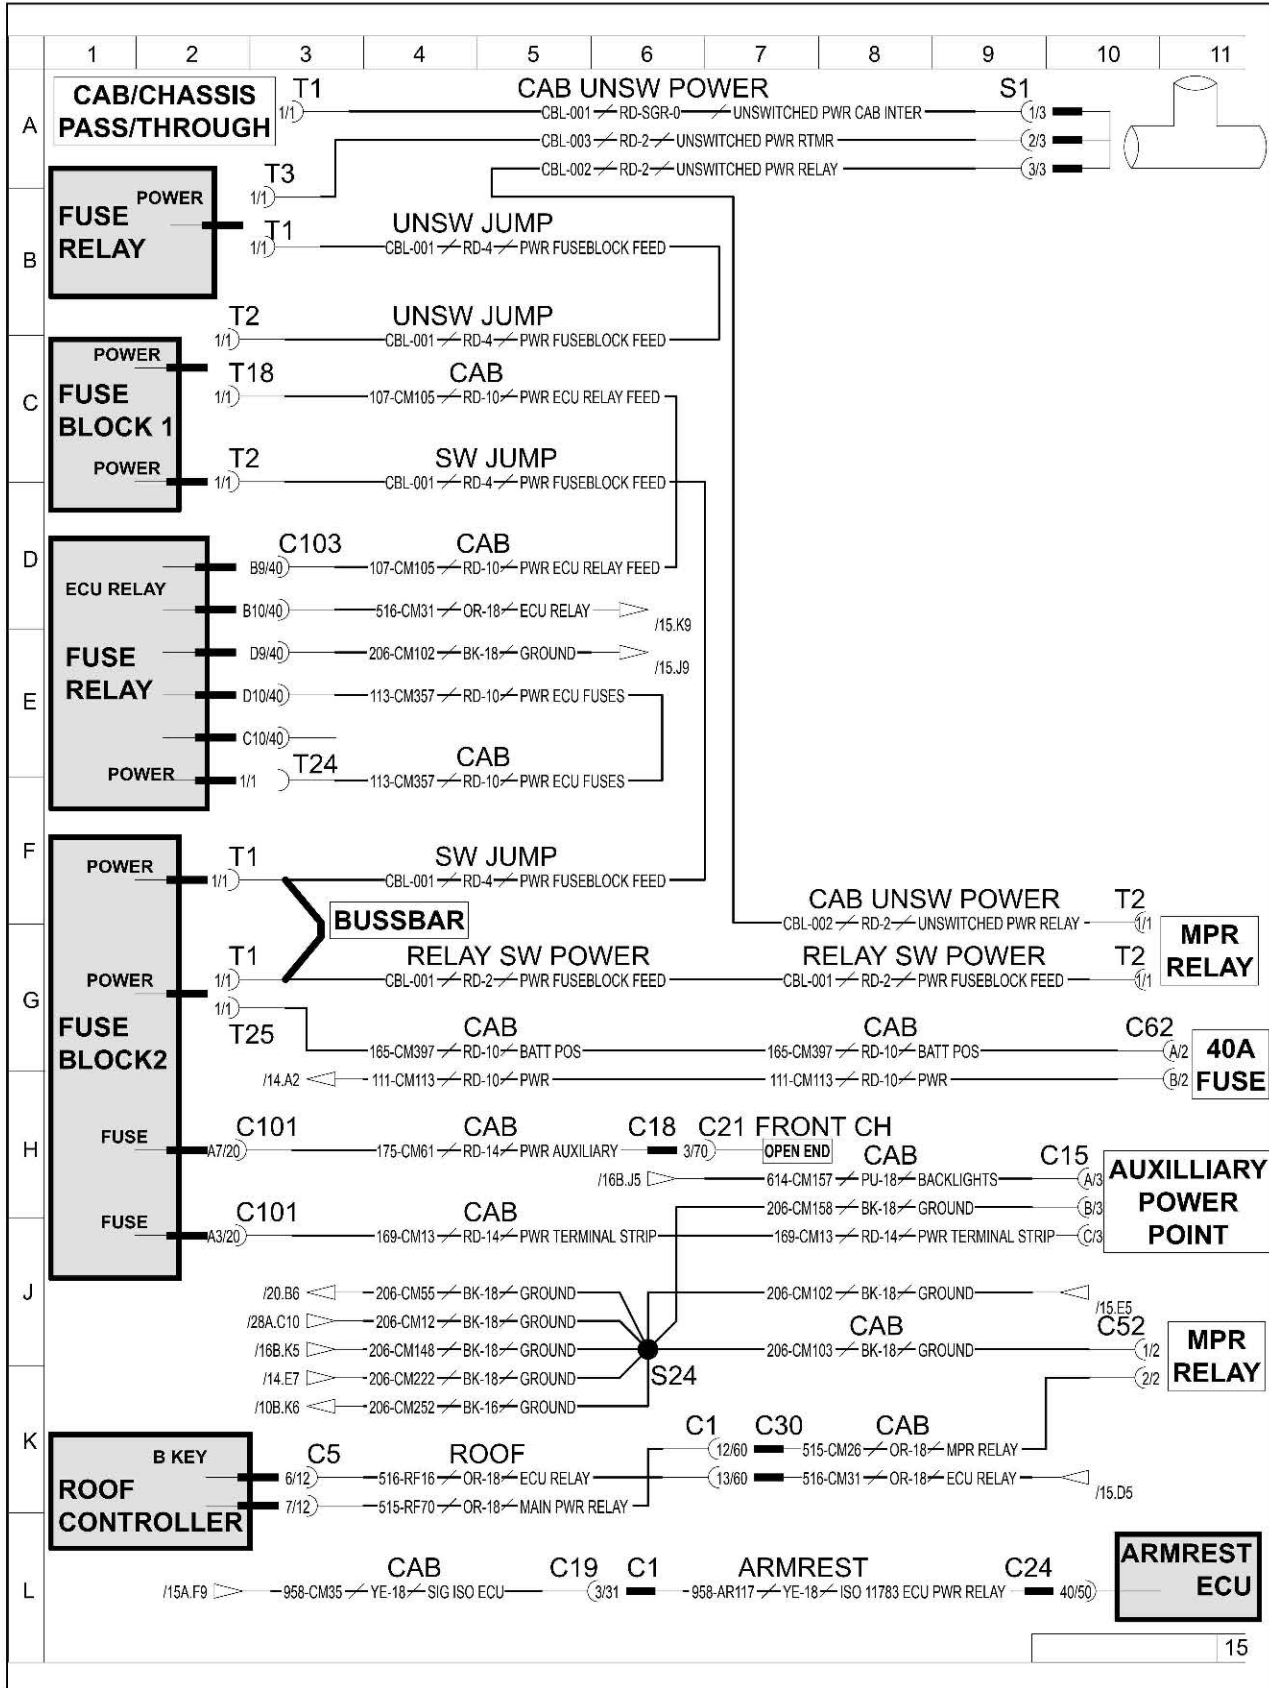 1 2 3 4 5 6 7 8 9 10 11
CAB/CHASSIS
PASS/THROUGH
T1
CAB UNSW POWER
S1
A
1/1
CBL-001 RD-SGR-0 UNSWITCHED PWR CAB INTER
1/3
CBL-003 RD-2 UNSWITCHED PWR RTMR
2/3
CBL-002 RD-2 UNSWITCHED PWR RELAY
3/3
T3
POWER
1/1
FUSE
RELAY
T1
UNSW JUMP
B
1/1
CBL-001 RD-4 PWR FUSEBLOCK FEED
T2
UNSW JUMP
1/1
CBL-001 RD-4 PWR FUSEBLOCK FEED
POWER
T18
CAB
C
FUSE
BLOCK 1
1/1
107-CM105 RD-10 PWR ECU RELAY FEED
POWER
T2
SW JUMP
1/1
CBL-001 RD-4 PWR FUSEBLOCK FEED
D
C103
CAB
B9/40
107-CM105 RD-10 PWR ECU RELAY FEED
ECU RELAY
B10/40
516-CM31 OR-18 ECU RELAY
/15.K9
FUSE
RELAY
D9/40
206-CM102 BK-18 GROUND
/15.J9
E
D10/40
113-CM357 RD-10 PWR ECU FUSES
C10/40
T24
CAB
POWER
1/1
113-CM357 RD-10 PWR ECU FUSES
F
T1
SW JUMP
POWER
1/1
CBL-001 RD-4 PWR FUSEBLOCK FEED
BUSSBAR
CAB UNSW POWER
T2
CBL-002 RD-2 UNSWITCHED PWR RELAY
1/1
MPR
RELAY
T1
RELAY SW POWER
RELAY SW POWER
T2
POWER
1/1
CBL-001 RD-2 PWR FUSEBLOCK FEED
CBL-001 RD-2 PWR FUSEBLOCK FEED
1/1
G
1/1
T25
FUSE
BLOCK2
CAB
CAB
C62
165-CM397 RD-10 BATT POS
165-CM397 RD-10 BATT POS
A/2
40A
FUSE
/14.A2
111-CM113 RD-10 PWR
111-CM113 RD-10 PWR
B/2
H
FUSE
C101
CAB
C18
C21 FRONT CH
A7/20
175-CM61 RD-14 PWR AUXILIARY
3/70
OPEN END
CAB
C15
/16B.J5
614-CM157 PU-18 BACKLIGHTS
A/3
AUXILLIARY
POWER
POINT
206-CM158 BK-18 GROUND
B/3
FUSE
C101
CAB
A3/20
169-CM13 RD-14 PWR TERMINAL STRIP
169-CM13 RD-14 PWR TERMINAL STRIP
C/3
J
/20.B6
206-CM55 BK-18 GROUND
206-CM102 BK-18 GROUND
/15.E5
/28A.C10
206-CM12 BK-18 GROUND
CAB
C52
/16B.K5
206-CM148 BK-18 GROUND
206-CM103 BK-18 GROUND
1/2
MPR
RELAY
S24
/14.E7
206-CM222 BK-18 GROUND
2/2
/10B.K6
206-CM252 BK-16 GROUND
K
C1
C30
CAB
12/60
515-CM26 OR-18 MPR RELAY
B KEY
C5
ROOF
6/12
516-RF16 OR-18 ECU RELAY
13/60
516-CM31 OR-18 ECU RELAY
/15.D5
ROOF
CONTROLLER
7/12
515-RF70 OR-18 MAIN PWR RELAY
L
CAB
C19
C1
ARMREST
C24
ARMREST
ECU
/15A.F9
958-CM35 YE-18 SIG ISO ECU
3/31
958-AR117 YE-18 ISO 11783 ECU PWR RELAY
40/50
15